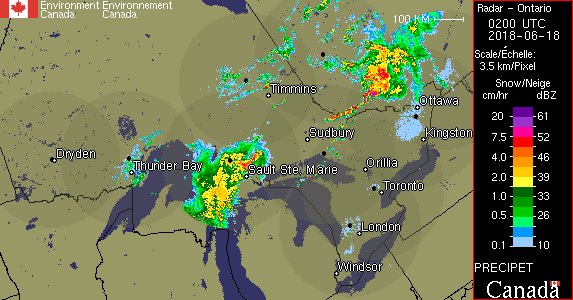 Environment Environnement
Canada Canada
100 KM
Timmins
Ottawa
Sudbury
Kingston
Dryden
Thunder Bay
Sault Ste. Marie
Orillia
Toronto
London
Windsor
Radar - Ontario
0200 UTC
2018-06-18
Scale/Échelle:
3.5 km/Pixel
Snow/Neige
cm/hr dBZ
20 61
7.5 52
4.0 46
2.0 39
1.0 33
0.5 26
0.1 10
PRECIPET
Canada